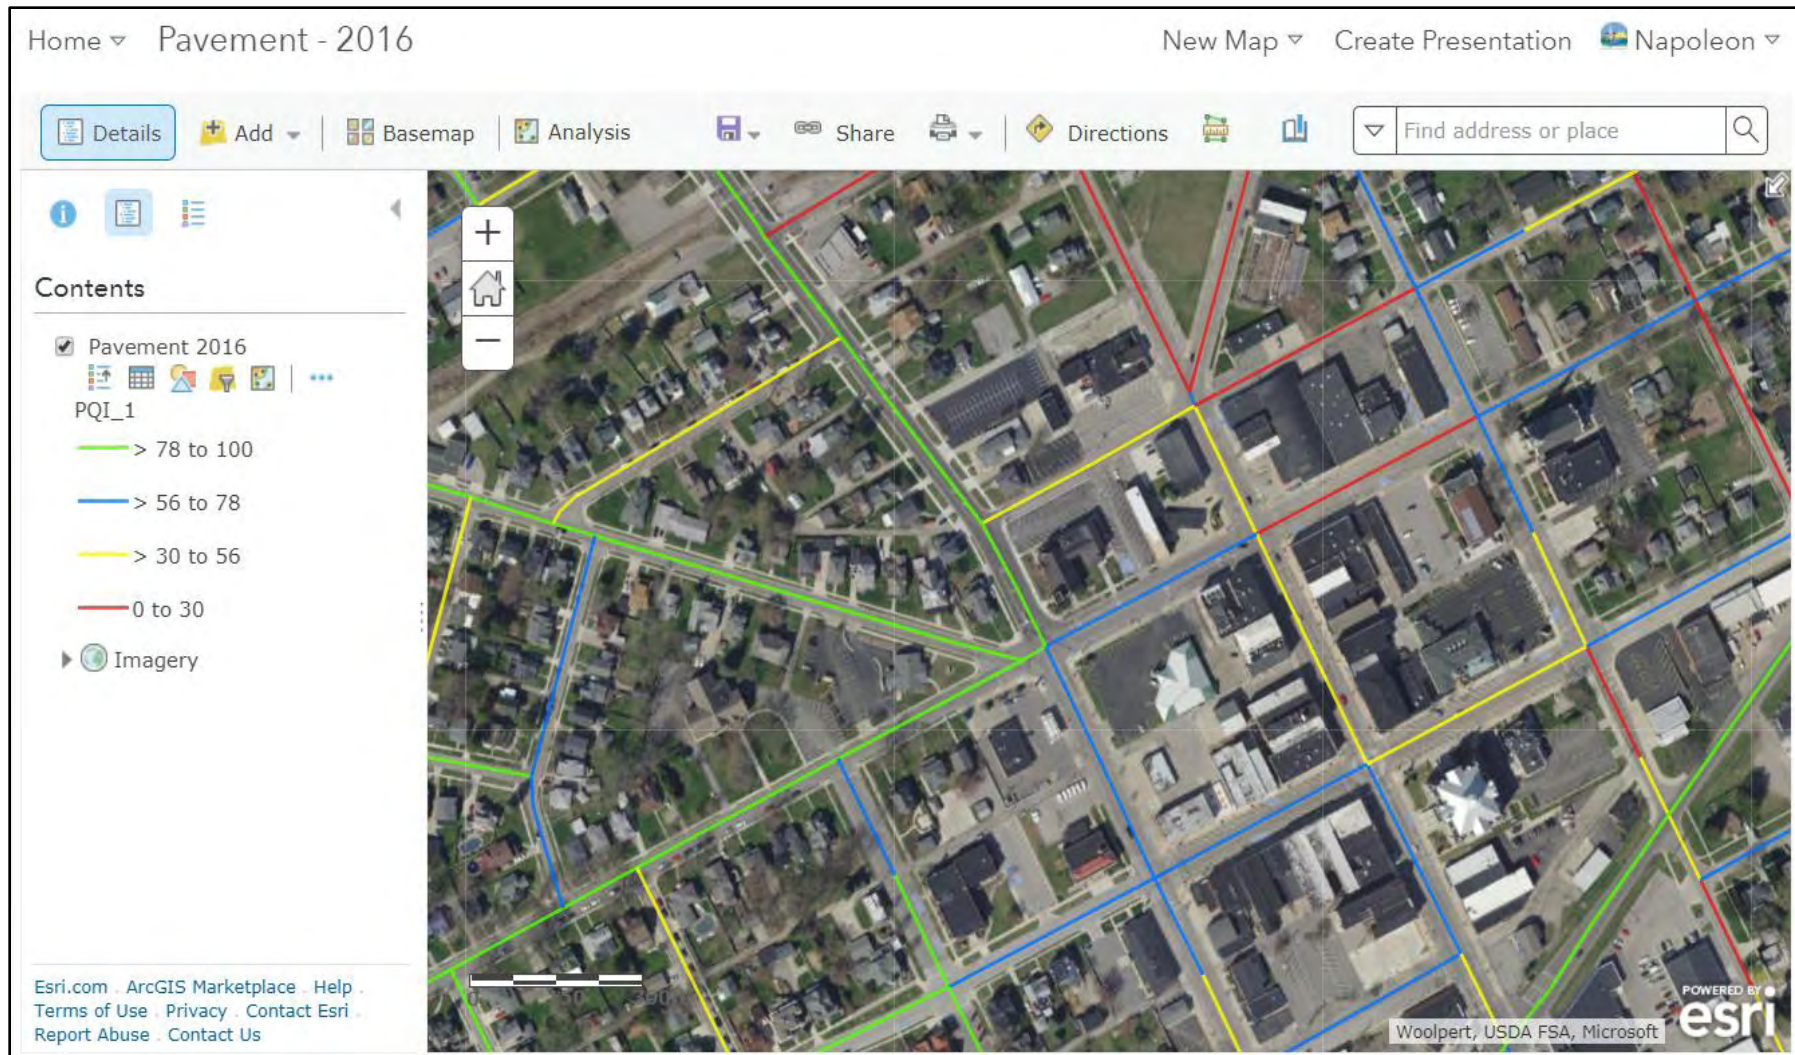 Home Pavement - 2016 New Map Create Presentation Napoleon
Details Add Basemap Analysis Share Directions Find address or place
Contents
Pavement 2016
PQI_1
> 78 to 100
> 56 to 78
> 30 to 56
0 to 30
Imagery
Esri.com . ArcGIS Marketplace . Help .
Terms of Use . Privacy . Contact Esri .
Report Abuse . Contact Us
POWERED BY
esri
Woolpert, USDA FSA, Microsoft